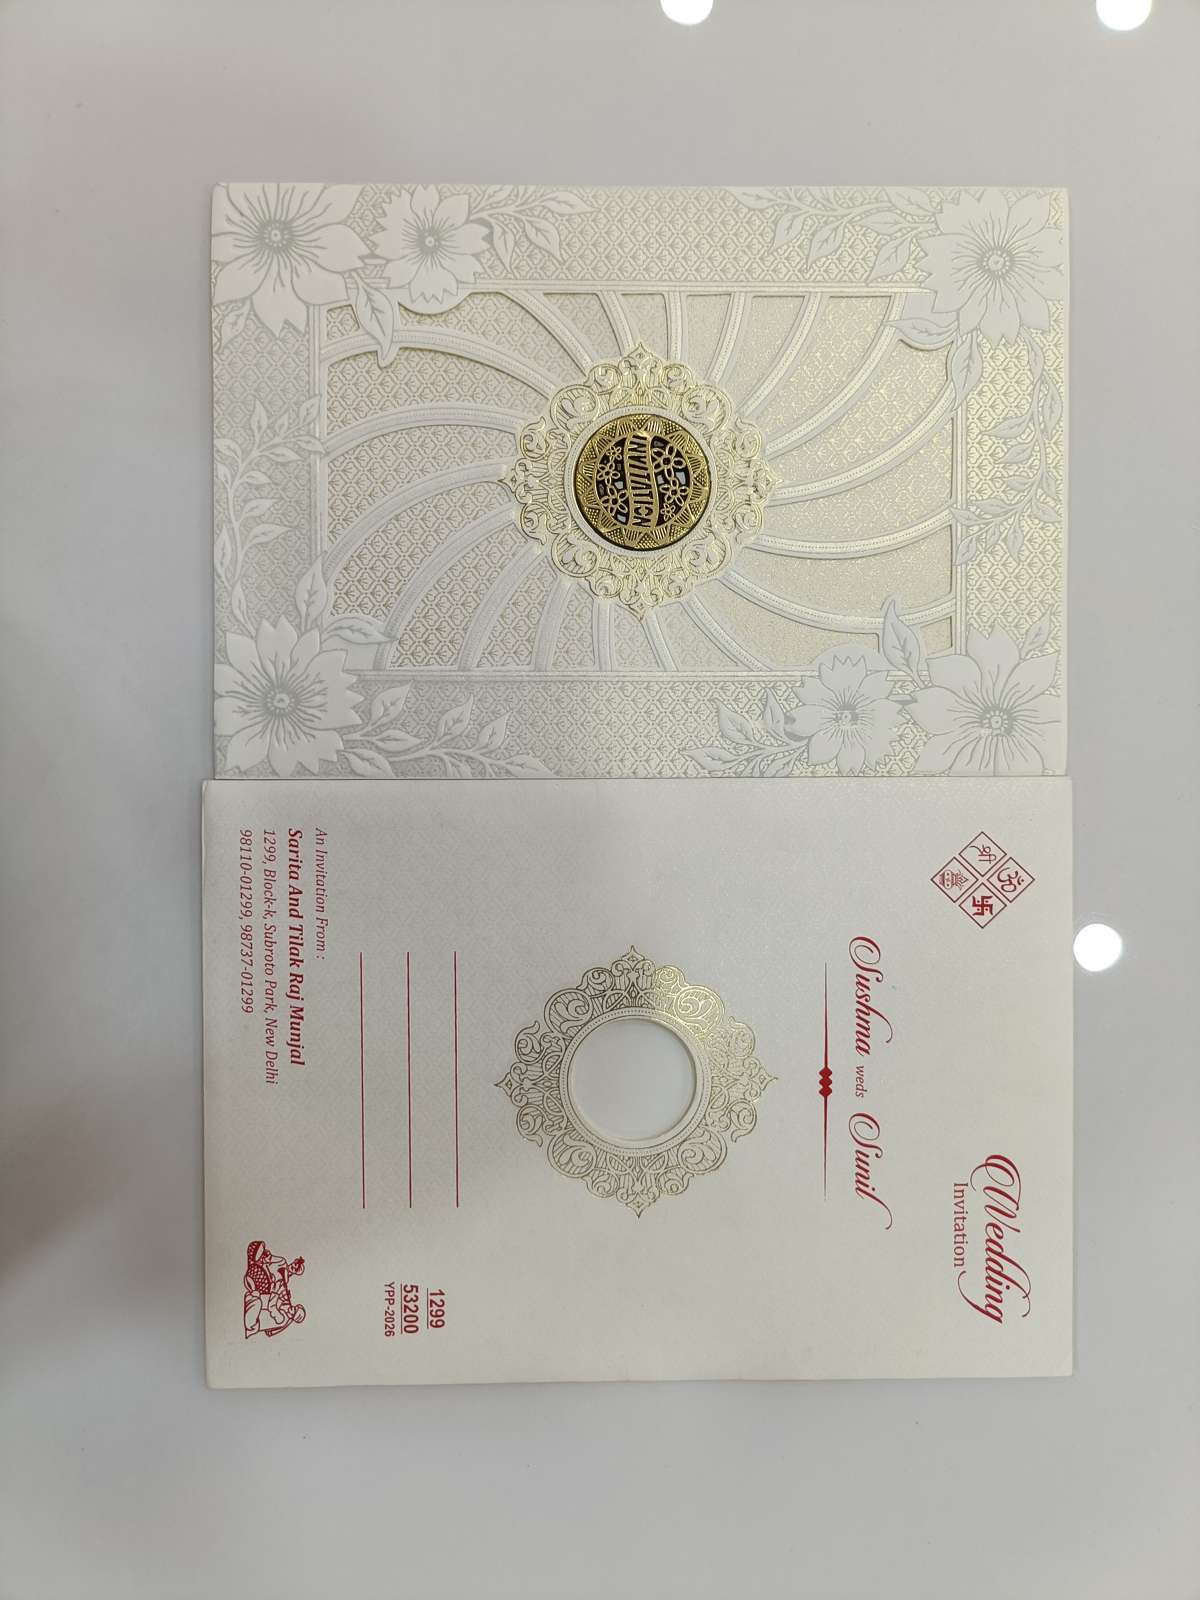 INVITATION
श्री
ॐ
卐
Wedding
Invitation
Sushma weds Sunil
An Invitation From :
Sarita And Tilak Raj Munjal
1299, Block-k, Subroto Park, New Delhi
98110-01299, 98737-01299
1299
53200
YPP-2026